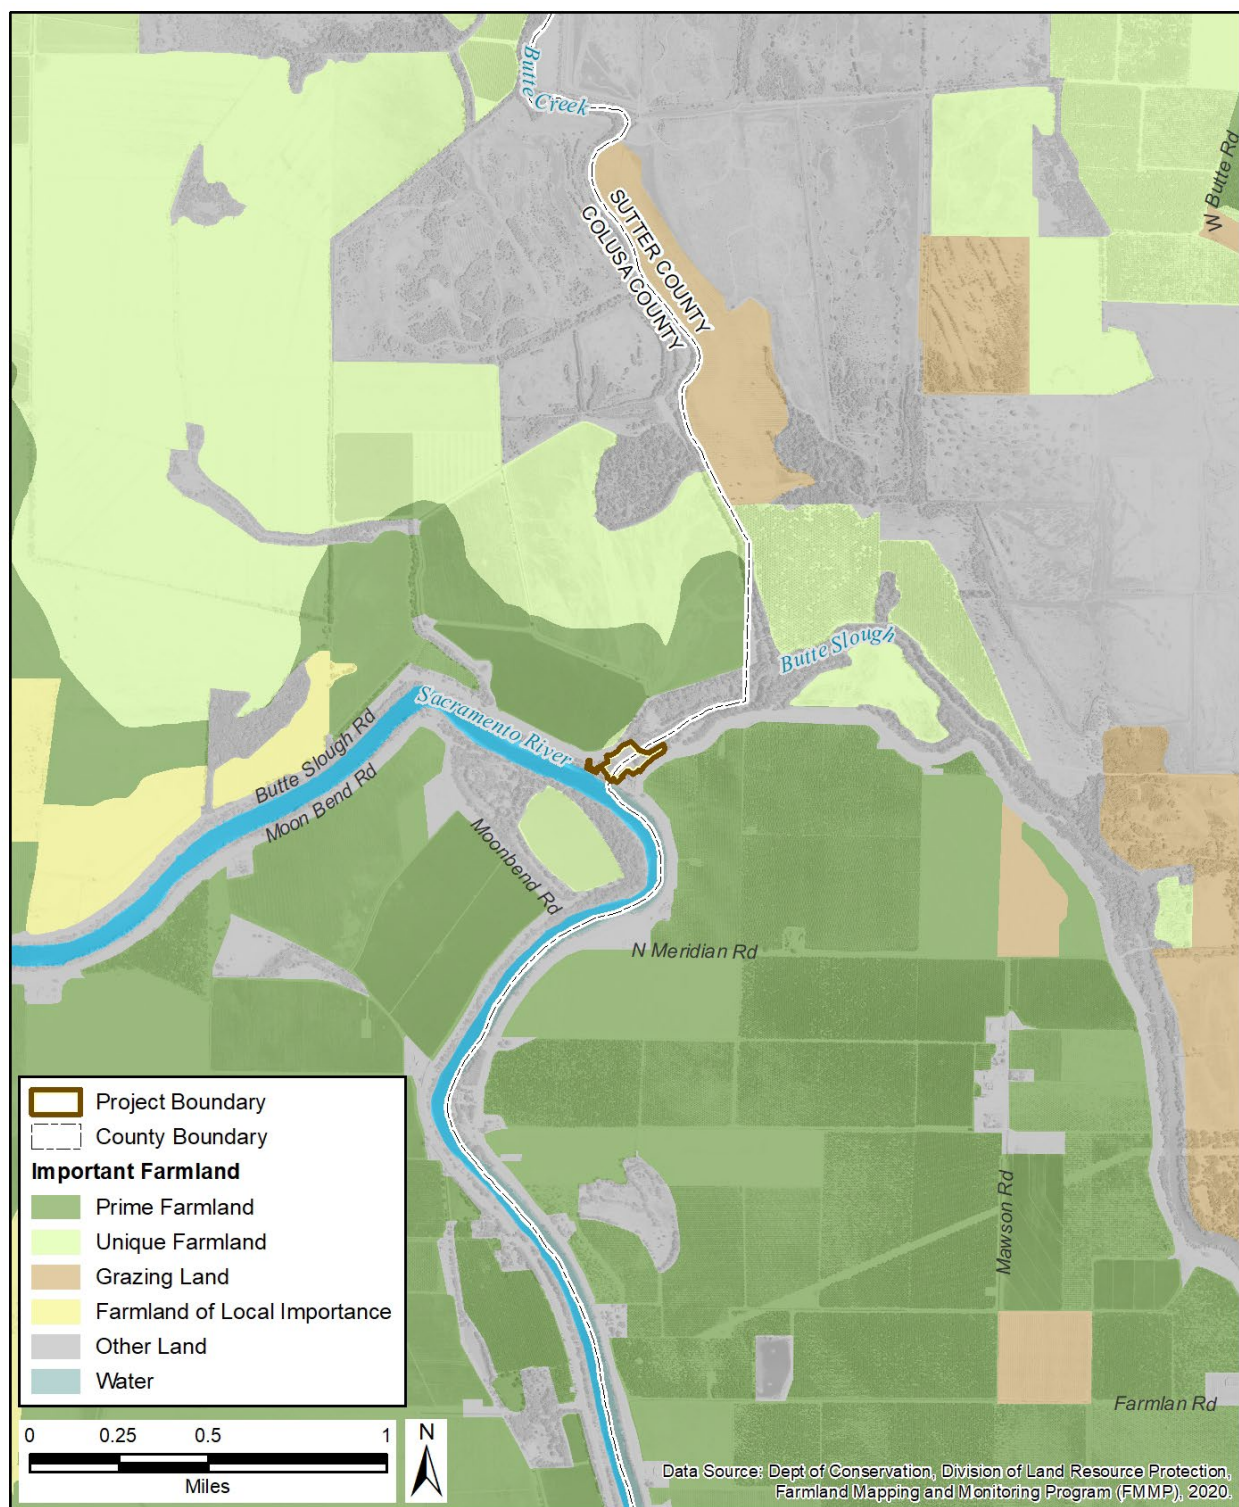 Butte Creek
W Butte Rd
SUTTER COUNTY
COLUSA COUNTY
Butte Slough
Sacramento River
Butte Slough Rd
Moon Bend Rd
Moonbend Rd
N Meridian Rd
Mawson Rd
Farmlan Rd
Project Boundary
County Boundary
Important Farmland
Prime Farmland
Unique Farmland
Grazing Land
Farmland of Local Importance
Other Land
Water
0 0.25 0.5 1
Miles
N
Data Source: Dept of Conservation, Division of Land Resource Protection,
Farmland Mapping and Monitoring Program (FMMP), 2020.